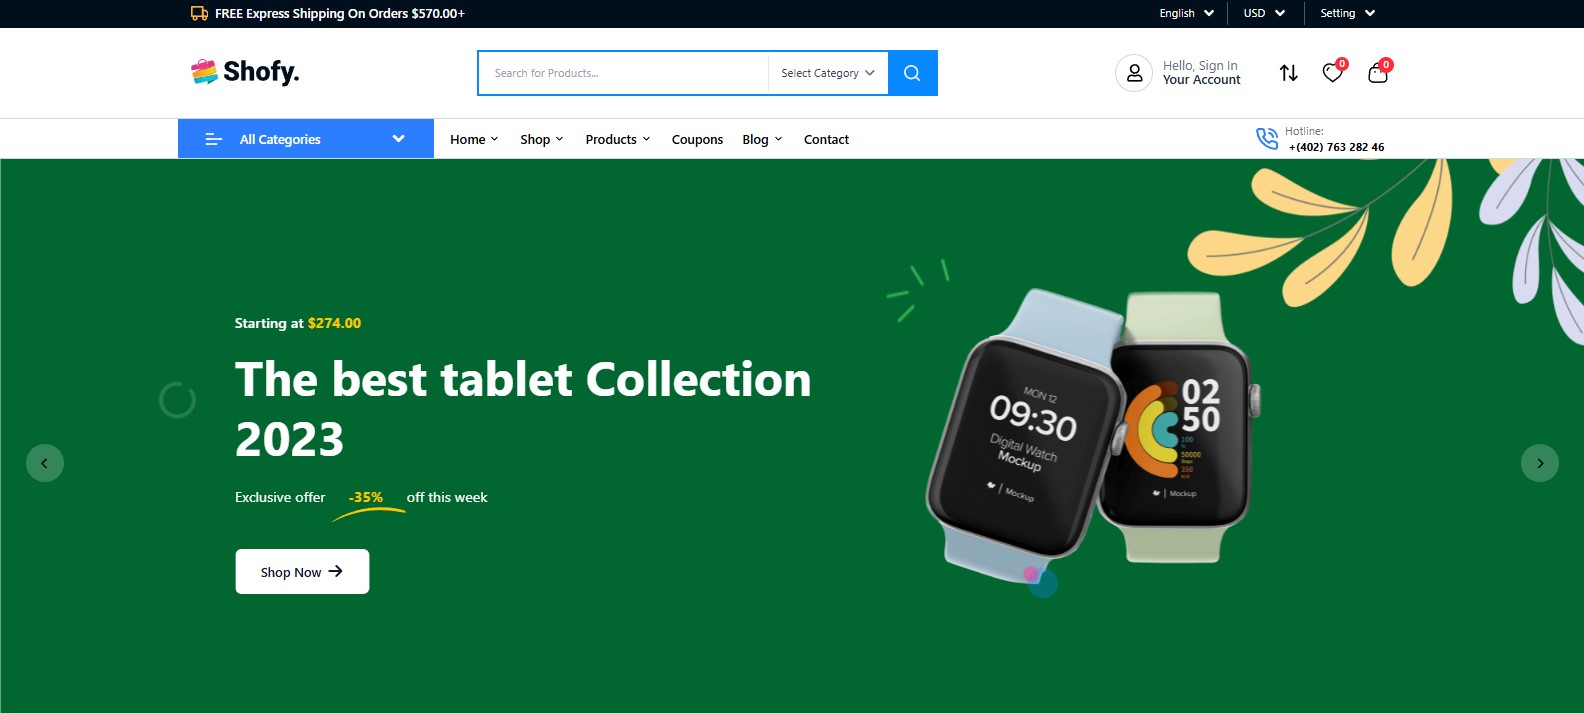 FREE Express Shipping On Orders $570.00+
English
USD
Setting
Shofy.
Search for Products...
Select Category
Hello, Sign In
Your Account
0
0
All Categories
Home
Shop
Products
Coupons
Blog
Contact
Hotline:
+(402) 763 282 46
Starting at $274.00
The best tablet Collection
2023
Exclusive offer -35% off this week
Shop Now
MON 12
09:30
Digital Watch
Mockup
Mockup
02
50
100
%
50000
Steps
350
kcal
Mockup